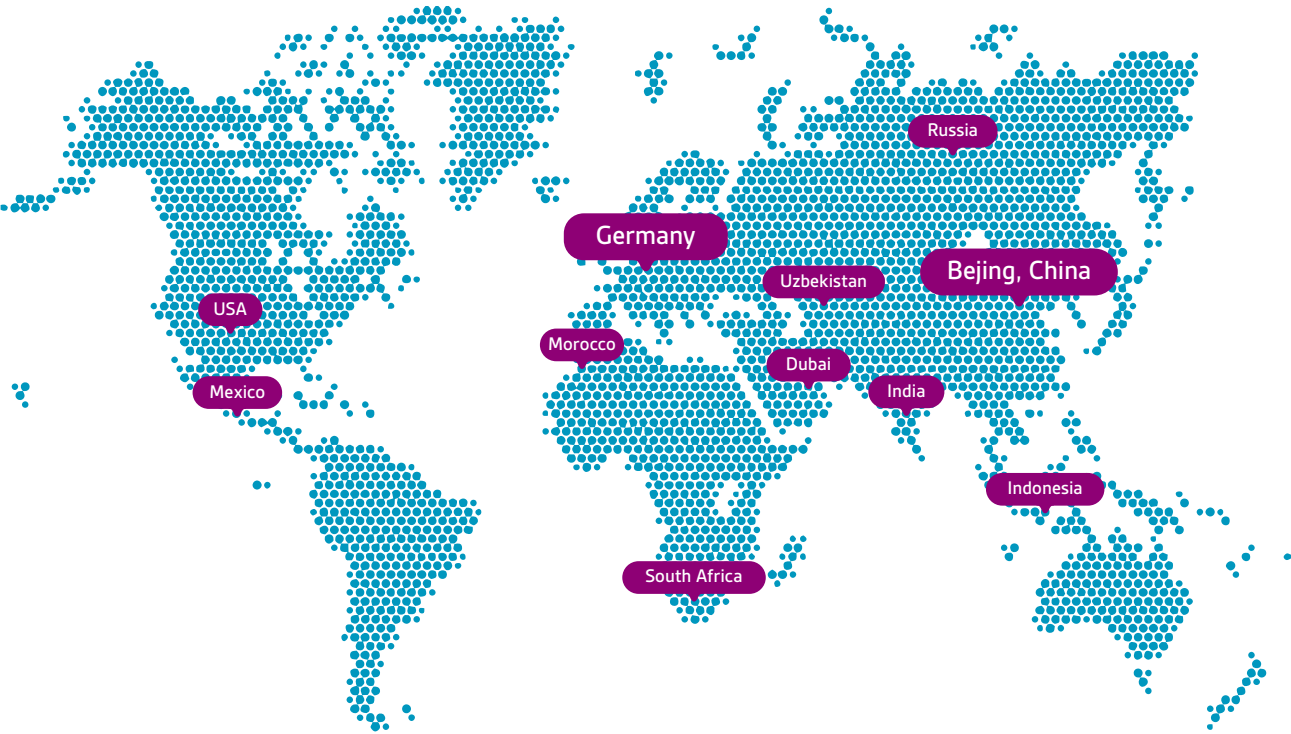 Russia
Germany
Bejing, China
Uzbekistan
USA
Morocco
Dubai
India
Mexico
Indonesia
South Africa